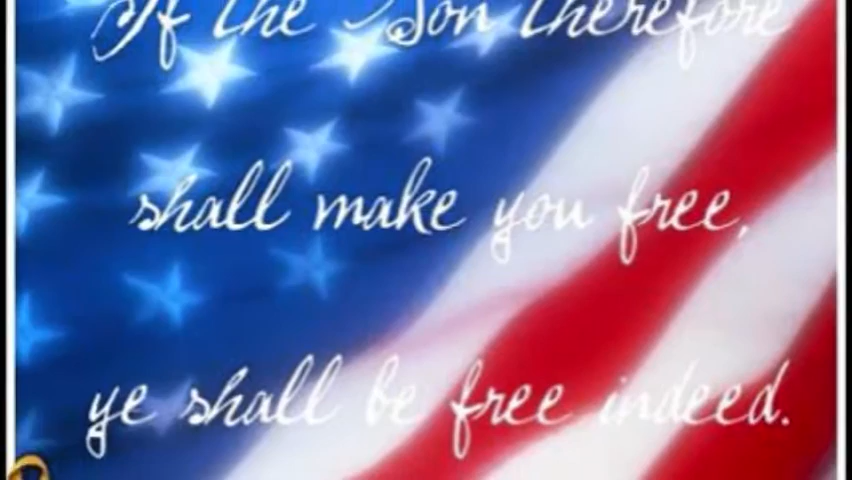 If the Son therefore
shall make you free,
ye shall be free indeed.